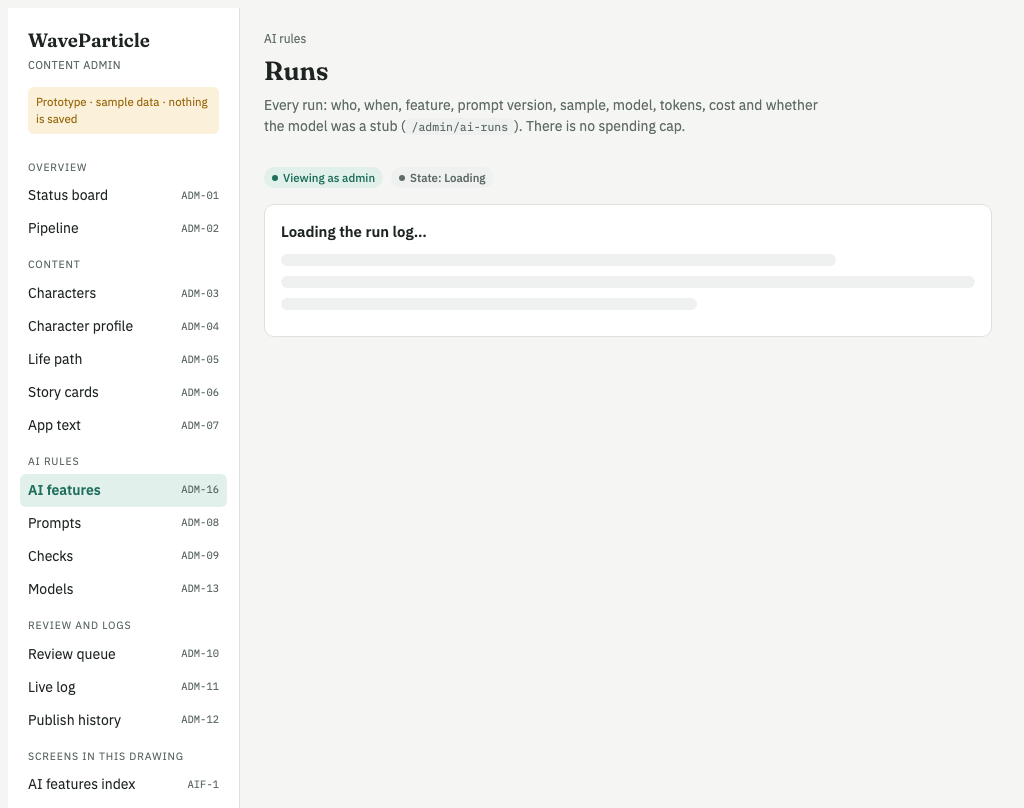 WaveParticle
CONTENT ADMIN
Prototype · sample data · nothing
is saved
OVERVIEW
Status board ADM-01
Pipeline ADM-02
CONTENT
Characters ADM-03
Character profile ADM-04
Life path ADM-05
Story cards ADM-06
App text ADM-07
AI RULES
AI features ADM-16
Prompts ADM-08
Checks ADM-09
Models ADM-13
REVIEW AND LOGS
Review queue ADM-10
Live log ADM-11
Publish history ADM-12
SCREENS IN THIS DRAWING
AI features index AIF-1
AI rules
Runs
Every run: who, when, feature, prompt version, sample, model, tokens, cost and whether
the model was a stub ( /admin/ai-runs ). There is no spending cap.
Viewing as admin State: Loading
Loading the run log…